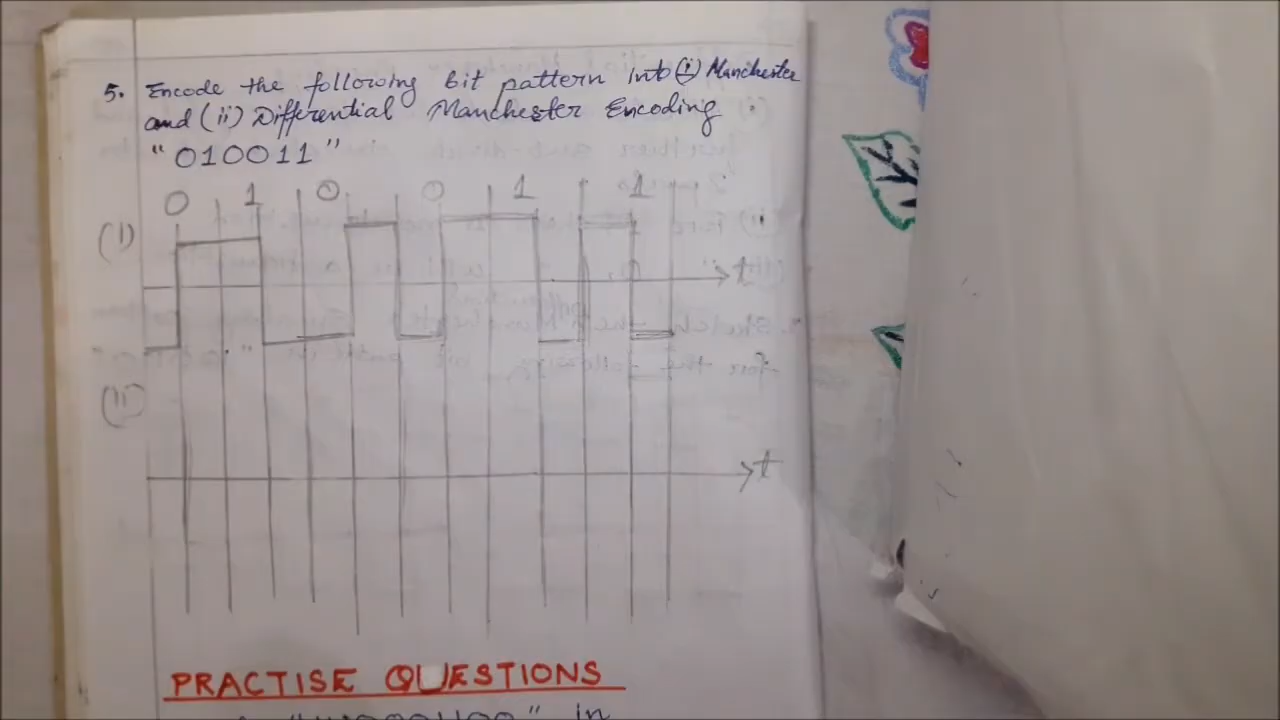 5. Encode the following bit pattern into (i) Manchester
and (ii) Differential Manchester Encoding
"010011"
0 1 0 0 1 1
(i)
t
(ii)
t
PRACTISE QUESTIONS
in